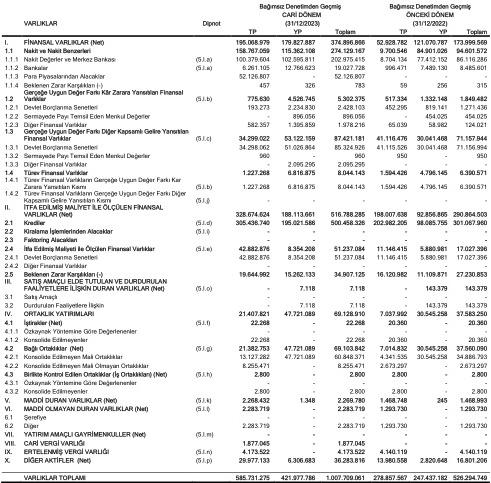 Bağımsız Denetimden Geçmiş Bağımsız Denetimden Geçmiş
CARİ DÖNEM ÖNCEKİ DÖNEM
VARLIKLAR Dipnot (31/12/2023) (31/12/2022)
TP YP Toplam TP YP Toplam
I. FİNANSAL VARLIKLAR (Net) 195.068.979 179.827.887 374.896.866 52.928.782 121.070.787 173.999.569
1.1 Nakit ve Nakit Benzerleri 158.767.059 115.362.108 274.129.167 9.700.546 84.901.026 94.601.572
1.1.1 Nakit Değerler ve Merkez Bankası (5.I.a) 100.379.604 102.595.811 202.975.415 8.704.134 77.412.152 86.116.286
1.1.2 Bankalar (5.I.a) 6.261.105 12.766.623 19.027.728 996.471 7.489.130 8.485.601
1.1.3 Para Piyasalarından Alacaklar 52.126.807 - 52.126.807 - - -
1.1.4 Beklenen Zarar Karşılıkları (-) 457 326 783 59 256 315
Gerçeğe Uygun Değer Farkı Kâr Zarara Yansıtılan Finansal
1.2 Varlıklar (5.I.b) 775.630 4.526.745 5.302.375 517.334 1.332.148 1.849.482
1.2.1 Devlet Borçlanma Senetleri 193.273 2.234.830 2.428.103 452.295 819.141 1.271.436
1.2.2 Sermayede Payı Temsil Eden Menkul Değerler - 896.056 896.056 - 454.025 454.025
1.2.3 Diğer Finansal Varlıklar 582.357 1.395.859 1.978.216 65.039 58.982 124.021
1.3 Gerçeğe Uygun Değer Farkı Diğer Kapsamlı Gelire Yansıtılan
Finansal Varlıklar (5.I.c) 34.299.022 53.122.159 87.421.181 41.116.476 30.041.468 71.157.944
1.3.1 Devlet Borçlanma Senetleri 34.298.062 51.026.864 85.324.926 41.115.526 30.041.468 71.156.994
1.3.2 Sermayede Payı Temsil Eden Menkul Değerler 960 - 960 950 - 950
1.3.3 Diğer Finansal Varlıklar - 2.095.295 2.095.295 - - -
1.4 Türev Finansal Varlıklar 1.227.268 6.816.875 8.044.143 1.594.426 4.796.145 6.390.571
1.4.1 Türev Finansal Varlıkların Gerçeğe Uygun Değer Farkı Kar
Zarara Yansıtılan Kısmı (5.I.b) 1.227.268 6.816.875 8.044.143 1.594.426 4.796.145 6.390.571
1.4.2 Türev Finansal Varlıkların Gerçeğe Uygun Değer Farkı Diğer
Kapsamlı Gelire Yansıtılan Kısmı (5.I.j) - - - - - -
II. İTFA EDİLMİŞ MALİYET İLE ÖLÇÜLEN FİNANSAL
VARLIKLAR (Net) 328.674.624 188.113.661 516.788.285 198.007.638 92.856.865 290.864.503
2.1 Krediler (5.I.d) 305.436.740 195.021.586 500.458.326 202.982.205 98.085.755 301.067.960
2.2 Kiralama İşlemlerinden Alacaklar (5.I.i) - - - - - -
2.3 Faktoring Alacakları - - - - - -
2.4 İtfa Edilmiş Maliyeti ile Ölçülen Finansal Varlıklar (5.I.e) 42.882.876 8.354.208 51.237.084 11.146.415 5.880.981 17.027.396
2.4.1 Devlet Borçlanma Senetleri 42.882.876 8.354.208 51.237.084 11.146.415 5.880.981 17.027.396
2.4.2 Diğer Finansal Varlıklar - - - - - -
2.5 Beklenen Zarar Karşılıkları (-) 19.644.992 15.262.133 34.907.125 16.120.982 11.109.871 27.230.853
III. SATIŞ AMAÇLI ELDE TUTULAN VE DURDURULAN
FAALİYETLERE İLİŞKİN DURAN VARLIKLAR (Net) (5.I.o) - 7.118 7.118 - 143.379 143.379
3.1 Satış Amaçlı - - - - - -
3.2 Durdurulan Faaliyetlere İlişkin - 7.118 7.118 - 143.379 143.379
IV. ORTAKLIK YATIRIMLARI 21.407.821 47.721.089 69.128.910 7.037.992 30.545.258 37.583.250
4.1 İştirakler (Net) (5.I.f) 22.268 - 22.268 20.360 - 20.360
4.1.1 Özkaynak Yöntemine Göre Değerlenenler - - - - - -
4.1.2 Konsolide Edilmeyenler 22.268 - 22.268 20.360 - 20.360
4.2 Bağlı Ortaklıklar (Net) (5.I.g) 21.382.753 47.721.089 69.103.842 7.014.832 30.545.258 37.560.090
4.2.1 Konsolide Edilmeyen Mali Ortaklıklar 13.127.282 47.721.089 60.848.371 4.341.535 30.545.258 34.886.793
4.2.2 Konsolide Edilmeyen Mali Olmayan Ortaklıklar 8.255.471 - 8.255.471 2.673.297 - 2.673.297
4.3 Birlikte Kontrol Edilen Ortaklıklar (İş Ortaklıkları) (Net) (5.I.h) 2.800 - 2.800 2.800 - 2.800
4.3.1 Özkaynak Yöntemine Göre Değerlenenler - - - - - -
4.3.2 Konsolide Edilmeyenler 2.800 - 2.800 2.800 - 2.800
V. MADDİ DURAN VARLIKLAR (Net) (5.I.k) 2.268.432 1.348 2.269.780 1.468.748 245 1.468.993
VI. MADDİ OLMAYAN DURAN VARLIKLAR (Net) (5.I.l) 2.283.719 - 2.283.719 1.293.730 - 1.293.730
6.1 Şerefiye - - - - - -
6.2 Diğer 2.283.719 - 2.283.719 1.293.730 - 1.293.730
VII. YATIRIM AMAÇLI GAYRİMENKULLER (Net) (5.I.m) - - - - - -
VIII. CARİ VERGİ VARLIĞI 1.877.045 - 1.877.045 - - -
IX. ERTELENMİŞ VERGİ VARLIĞI (5.I.n) 4.173.522 - 4.173.522 4.140.119 - 4.140.119
X. DİĞER AKTİFLER (Net) (5.I.p) 29.977.133 6.306.683 36.283.816 13.980.558 2.820.648 16.801.206
VARLIKLAR TOPLAMI 585.731.275 421.977.786 1.007.709.061 278.857.567 247.437.182 526.294.749